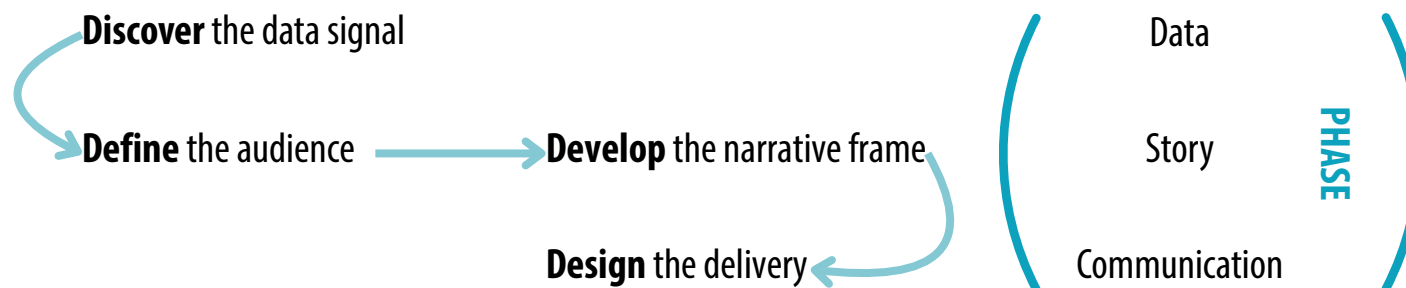 Discover the data signal
Data
Define the audience
Develop the narrative frame
Story
PHASE
Design the delivery
Communication